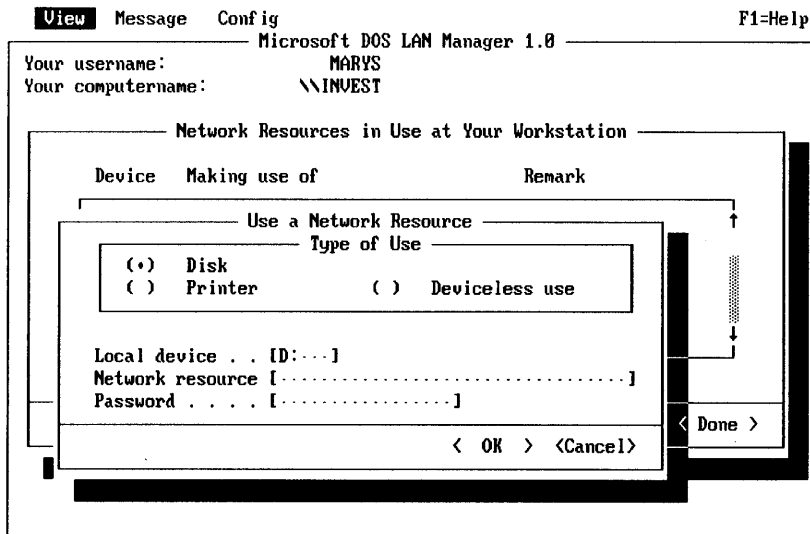 View Message Config F1=Help
Microsoft DOS LAN Manager 1.0
Your username: MARYS
Your computername: \\INVEST
Network Resources in Use at Your Workstation
Device Making use of Remark
Use a Network Resource
Type of Use
(•) Disk
( ) Printer ( ) Deviceless use
Local device . . [D:···]
Network resource [·································]
Password . . . . [················]
< Done >
< OK > <Cancel>